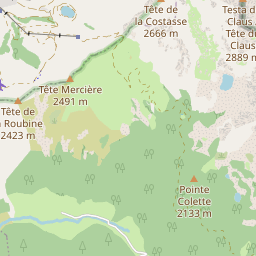 Tête de
la Costasse
2666 m
Testa d
Claus
Tête du
Claus
2889 m
Tête Mercière
2491 m
Tête de
Roubine
2423 m
Pointe
Colette
2133 m